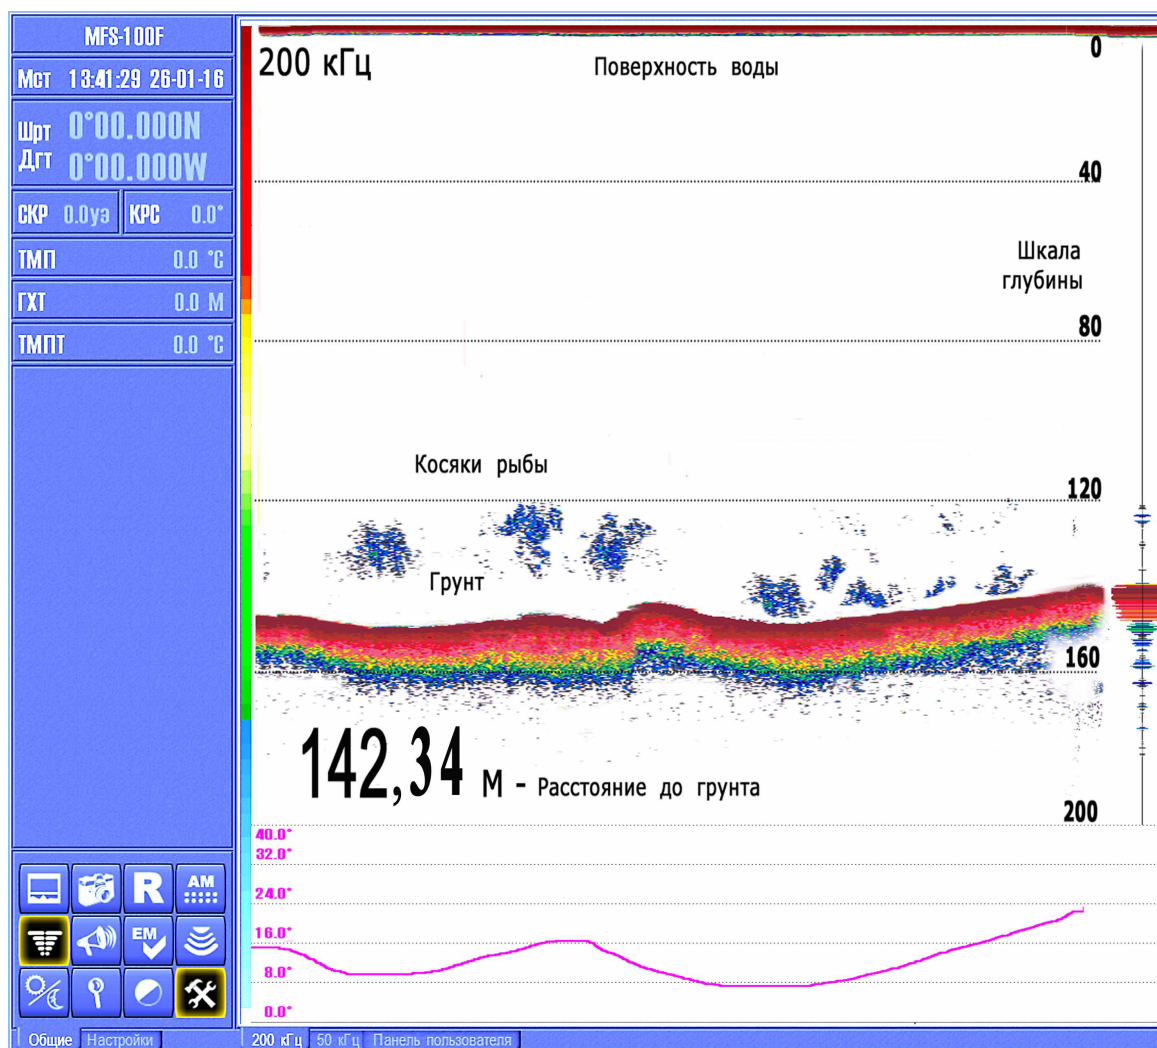 MFS-100F
Мст 13:41:29 26-01-16
Шрт 0°00.000N
Дгт 0°00.000W
СКР 0.0уз КРС 0.0°
ТМП 0.0 °C
ГХТ 0.0 М
ТМПТ 0.0 °C
200 кГц
Поверхность воды
0
40
Шкала
глубины
80
Косяки рыбы
120
Грунт
160
142,34 М - Расстояние до грунта
200
40.0°
32.0°
24.0°
16.0°
8.0°
0.0°
R
AM
EM
Общие Настройки
200 кГц 50 кГц Панель пользователя